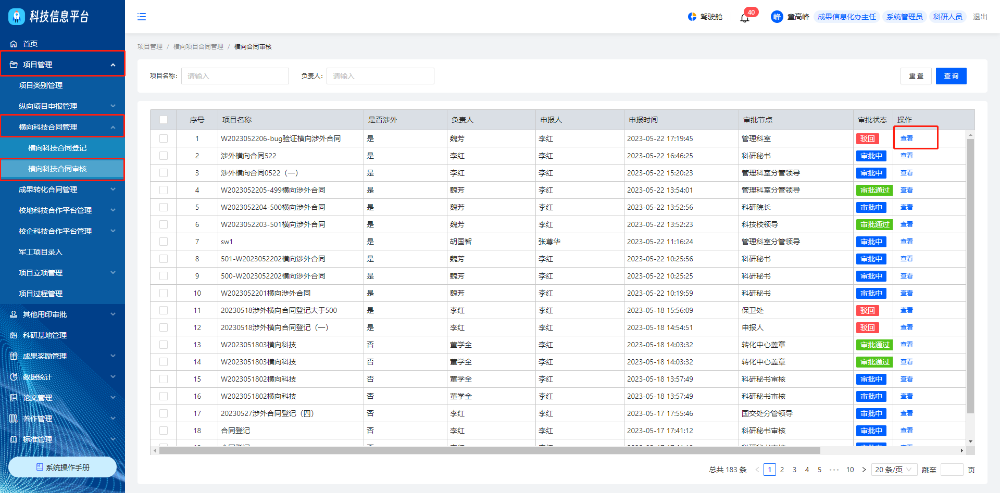 科技信息平台
驾驶舱
40
峰
童高峰
成果信息化办主任
系统管理员
科研人员
退出
首页
项目管理
项目类别管理
纵向项目申报管理
横向科技合同管理
横向科技合同登记
横向科技合同审核
成果转化合同管理
校地科技合作平台管理
校企科技合作平台管理
军工项目录入
项目立项管理
项目过程管理
其他用印审批
科研基地管理
成果奖励管理
数据统计
论文管理
著作管理
标准管理
系统操作手册
项目管理 / 横向项目合同管理 / 横向合同审核
项目名称: 请输入 负责人: 请输入 重 置 查 询
序号 项目名称 是否涉外 负责人 申报人 申报时间 审批节点 审批状态 操作
1 W2023052206-bug验证横向涉外合同 是 魏芳 李红 2023-05-22 17:19:45 管理科室 驳回 查看
2 涉外横向合同522 是 李红 李红 2023-05-22 16:46:25 科研秘书 审批中 查看
3 涉外横向合同0522（一） 是 李红 李红 2023-05-22 15:20:23 管理科室分管领导 审批中 查看
4 W2023052205-499横向涉外合同 是 魏芳 李红 2023-05-22 13:54:01 管理科室分管领导 审批通过 查看
5 W2023052204-500横向涉外合同 是 魏芳 李红 2023-05-22 13:52:56 科研院长 审批中 查看
6 W2023052203-501横向涉外合同 是 魏芳 李红 2023-05-22 13:52:23 科技校领导 审批通过 查看
7 sw1 是 胡国智 张尊华 2023-05-22 11:16:24 管理科室分管领导 审批中 查看
8 501-W2023052202横向涉外合同 是 魏芳 李红 2023-05-22 10:25:56 科研秘书 审批中 查看
9 500-W2023052202横向涉外合同 是 魏芳 李红 2023-05-22 10:25:25 科研秘书 审批中 查看
10 W2023052201横向涉外合同 是 魏芳 李红 2023-05-22 10:19:59 科研秘书 审批中 查看
11 20230518涉外横向合同登记大于500 是 李红 李红 2023-05-18 15:56:09 保卫处 驳回 查看
12 20230518涉外横向合同登记（一） 是 李红 李红 2023-05-18 14:54:51 申报人 驳回 查看
13 W2023051803横向科技 否 董学全 李红 2023-05-18 14:03:32 转化中心盖章 审批通过 查看
14 W2023051803横向科技 否 董学全 李红 2023-05-18 14:03:32 转化中心盖章 审批通过 查看
15 W2023051802横向科技 否 董学全 李红 2023-05-18 13:57:49 科研秘书审核 审批中 查看
16 W2023051802横向科技 否 董学全 李红 2023-05-18 13:57:49 科研秘书审核 审批中 查看
17 20230527涉外合同登记（四） 否 李红 李红 2023-05-17 17:55:46 国交处分管领导 审批中 查看
18 合同登记 否 李红 李红 2023-05-17 17:41:12 科研秘书审核 审批中 查看
总共 183 条 1 2 3 4 5 ••• 10 20 条/页 跳至 页